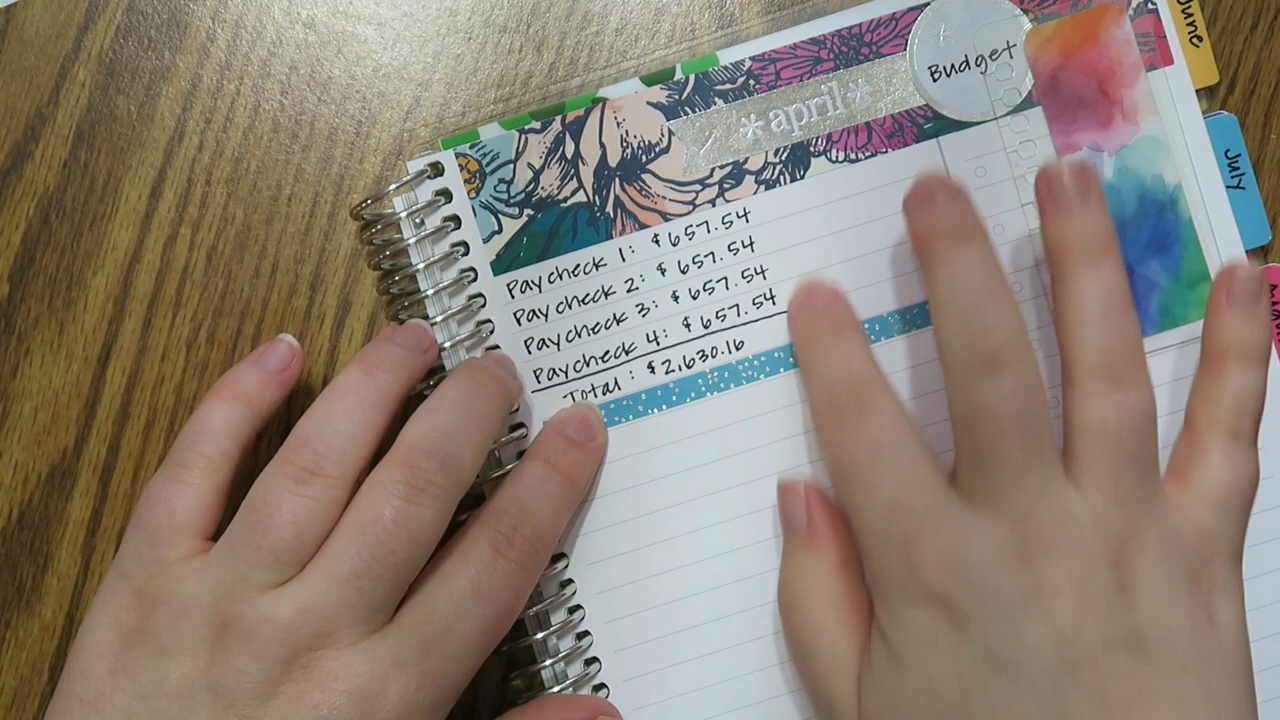 June
Budget
*april*
July
Paycheck 1: $657.54
Paycheck 2: $657.54
Paycheck 3: $657.54
Paycheck 4: $657.54
Total: $2,630.16